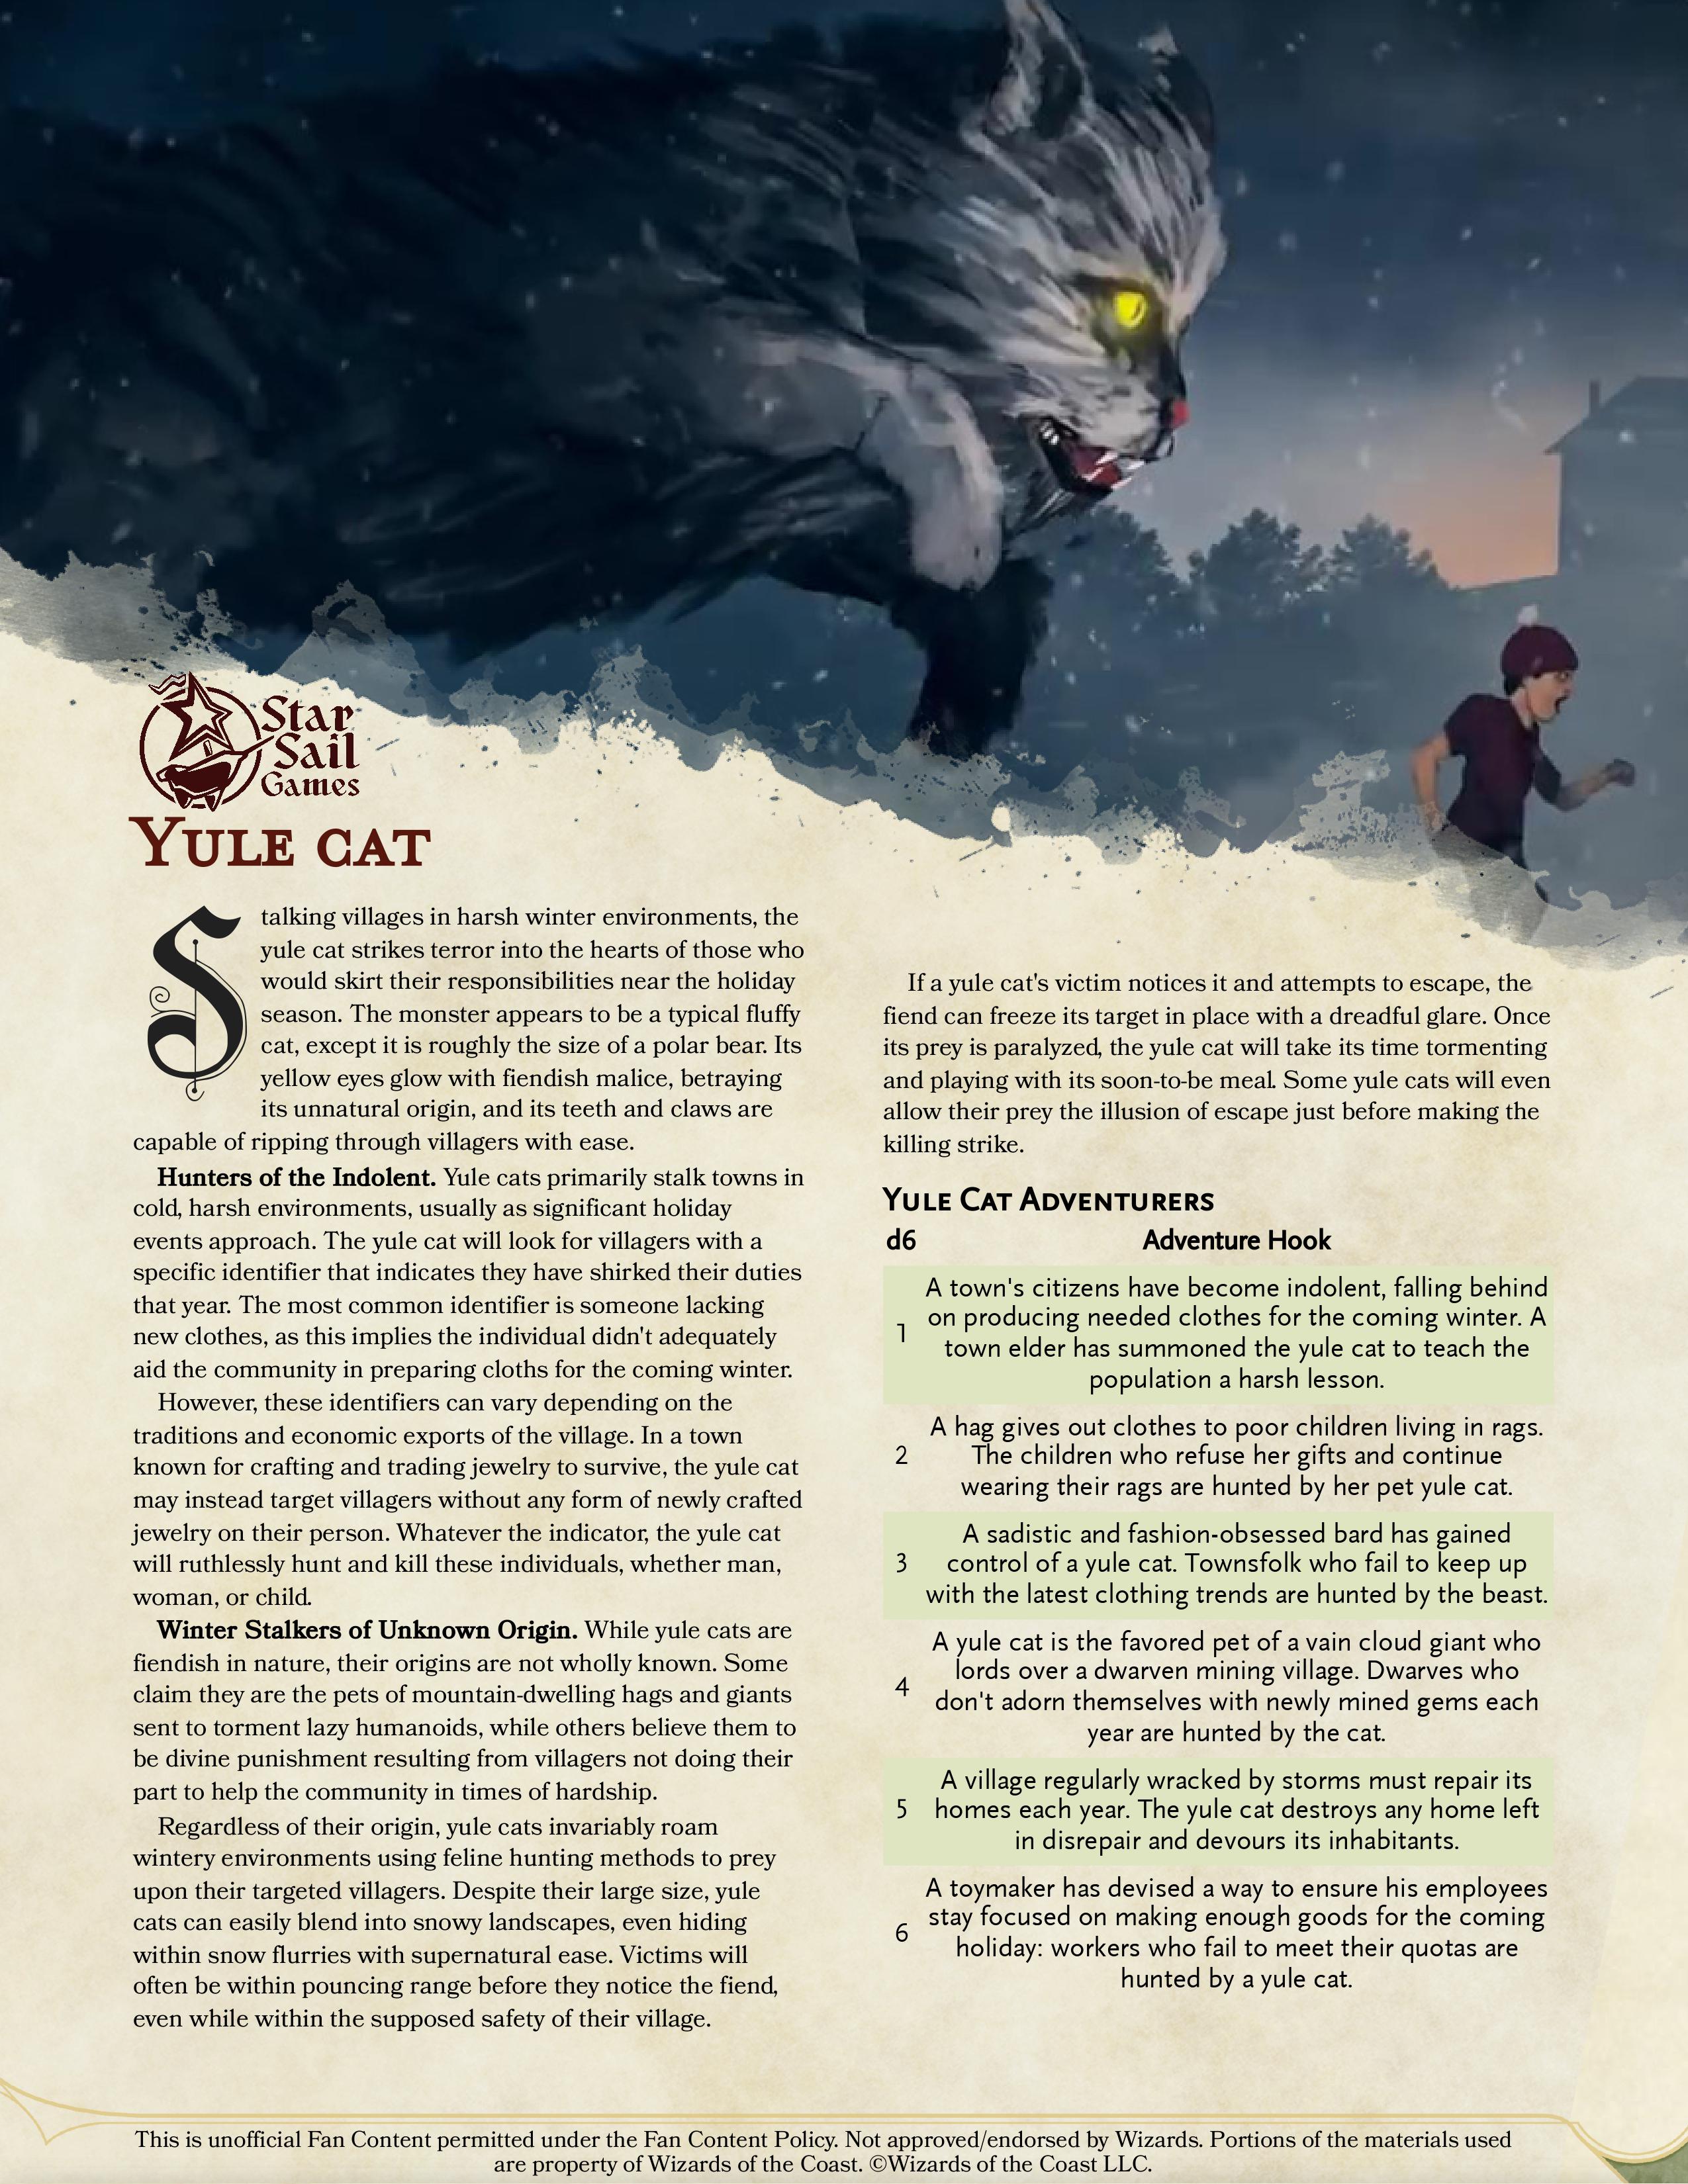 Star
Sail
Games
Yule cat
Stalking villages in harsh winter environments, the
yule cat strikes terror into the hearts of those who
would skirt their responsibilities near the holiday
season. The monster appears to be a typical fluffy
cat, except it is roughly the size of a polar bear. Its
yellow eyes glow with fiendish malice, betraying
its unnatural origin, and its teeth and claws are
capable of ripping through villagers with ease.
Hunters of the Indolent. Yule cats primarily stalk towns in
cold, harsh environments, usually as significant holiday
events approach. The yule cat will look for villagers with a
specific identifier that indicates they have shirked their duties
that year. The most common identifier is someone lacking
new clothes, as this implies the individual didn't adequately
aid the community in preparing cloths for the coming winter.
However, these identifiers can vary depending on the
traditions and economic exports of the village. In a town
known for crafting and trading jewelry to survive, the yule cat
may instead target villagers without any form of newly crafted
jewelry on their person. Whatever the indicator, the yule cat
will ruthlessly hunt and kill these individuals, whether man,
woman, or child.
Winter Stalkers of Unknown Origin. While yule cats are
fiendish in nature, their origins are not wholly known. Some
claim they are the pets of mountain-dwelling hags and giants
sent to torment lazy humanoids, while others believe them to
be divine punishment resulting from villagers not doing their
part to help the community in times of hardship.
Regardless of their origin, yule cats invariably roam
wintery environments using feline hunting methods to prey
upon their targeted villagers. Despite their large size, yule
cats can easily blend into snowy landscapes, even hiding
within snow flurries with supernatural ease. Victims will
often be within pouncing range before they notice the fiend,
even while within the supposed safety of their village.
If a yule cat's victim notices it and attempts to escape, the
fiend can freeze its target in place with a dreadful glare. Once
its prey is paralyzed, the yule cat will take its time tormenting
and playing with its soon-to-be meal. Some yule cats will even
allow their prey the illusion of escape just before making the
killing strike.
Yule Cat Adventurers
d6 Adventure Hook
1 A town's citizens have become indolent, falling behind
on producing needed clothes for the coming winter. A
town elder has summoned the yule cat to teach the
population a harsh lesson.
2 A hag gives out clothes to poor children living in rags.
The children who refuse her gifts and continue
wearing their rags are hunted by her pet yule cat.
3 A sadistic and fashion-obsessed bard has gained
control of a yule cat. Townsfolk who fail to keep up
with the latest clothing trends are hunted by the beast.
4 A yule cat is the favored pet of a vain cloud giant who
lords over a dwarven mining village. Dwarves who
don't adorn themselves with newly mined gems each
year are hunted by the cat.
5 A village regularly wracked by storms must repair its
homes each year. The yule cat destroys any home left
in disrepair and devours its inhabitants.
6 A toymaker has devised a way to ensure his employees
stay focused on making enough goods for the coming
holiday: workers who fail to meet their quotas are
hunted by a yule cat.
This is unofficial Fan Content permitted under the Fan Content Policy. Not approved/endorsed by Wizards. Portions of the materials used
are property of Wizards of the Coast. ©Wizards of the Coast LLC.